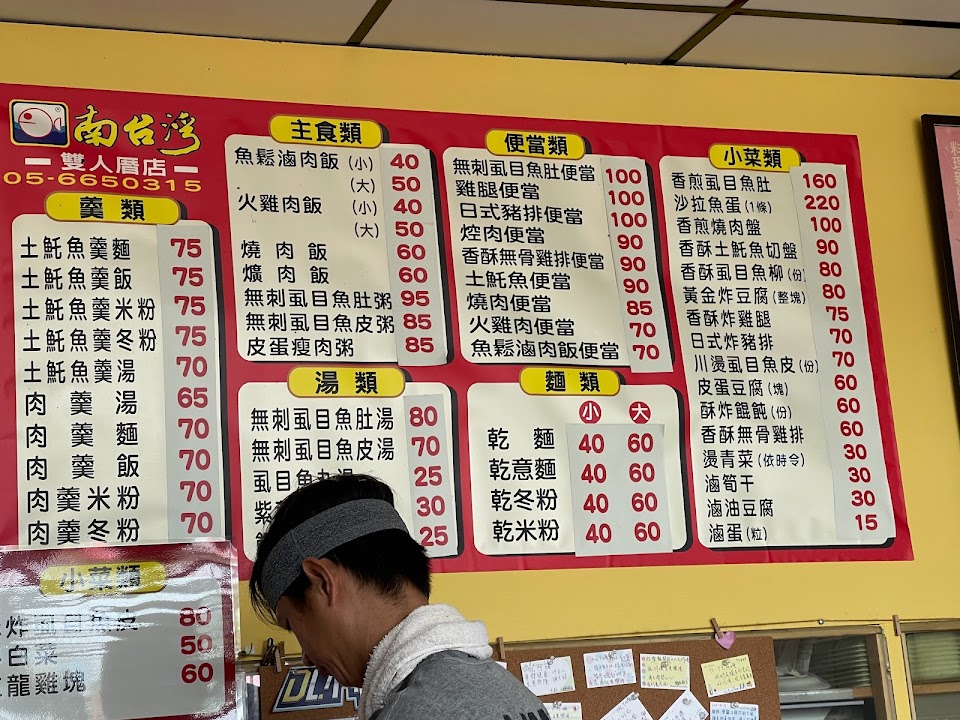 南台灣
雙人厝店
05-6650315
羹類
土魠魚羹麵 75
土魠魚羹飯 75
土魠魚羹米粉 75
土魠魚羹冬粉 75
土魠魚羹湯 70
肉羹湯 65
肉羹麵 70
肉羹飯 70
肉羹米粉 70
肉羹冬粉 70
主食類
魚鬆滷肉飯 (小) 40
(大) 50
火雞肉飯 (小) 40
(大) 50
燒肉飯 60
爌肉飯 60
無刺虱目魚肚粥 95
無刺虱目魚皮粥 85
皮蛋瘦肉粥 85
湯類
無刺虱目魚肚湯 80
無刺虱目魚皮湯 70
虱目魚丸湯 25
紫 30
25
便當類
無刺虱目魚肚便當 100
雞腿便當 100
日式豬排便當 100
焢肉便當 90
香酥無骨雞排便當 90
土魠魚便當 90
燒肉便當 85
火雞肉便當 70
魚鬆滷肉飯便當 70
麵類
小 大
乾麵 40 60
乾意麵 40 60
乾冬粉 40 60
乾米粉 40 60
小菜類
香煎虱目魚肚 160
沙拉魚蛋 (1條) 220
香煎燒肉盤 100
香酥土魠魚切盤 90
香酥虱目魚柳 (份) 80
黃金炸豆腐 (整塊) 80
香酥炸雞腿 75
日式炸豬排 70
川燙虱目魚皮 (份) 70
皮蛋豆腐 (塊) 60
酥炸餛飩 (份) 60
香酥無骨雞排 60
燙青菜 (依時令) 30
滷筍干 30
滷油豆腐 30
滷蛋 (粒) 15
小菜類
炸虱目魚皮 80
白菜 50
龍雞塊 60